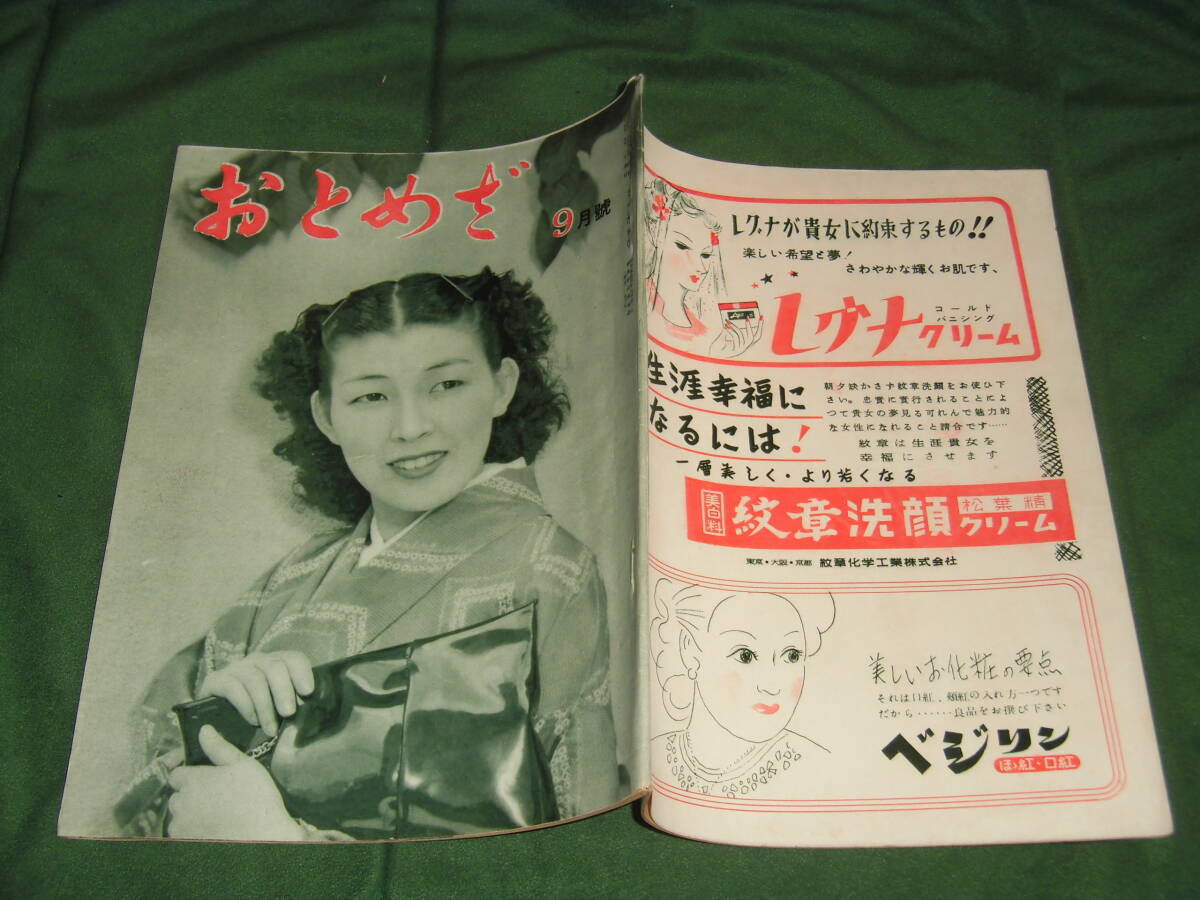 おとめざ
9月號
レグナが貴女に約束するもの!!
楽しい希望と夢!
さわやかな輝くお肌です、
レグナ
コールド
バニシング
クリーム
生涯幸福に
なるには!
朝夕映かさず紋章洗顔をお使ひ下
さい。忠實に實行されることによ
つて貴女の夢見る可れんで魅力的
な女性になれること請合です……
紋章は生涯貴女を
幸福にさせます
一層美しく・より若くなる
美白料
紋章洗顔
松葉精
クリーム
東京・大阪・京都 紋章化学工業株式会社
美しいお化粧の要点
それは口紅、頬紅の入れ方一つです
だから……良品をお撰び下さい
ベジリン
ほゝ紅・口紅